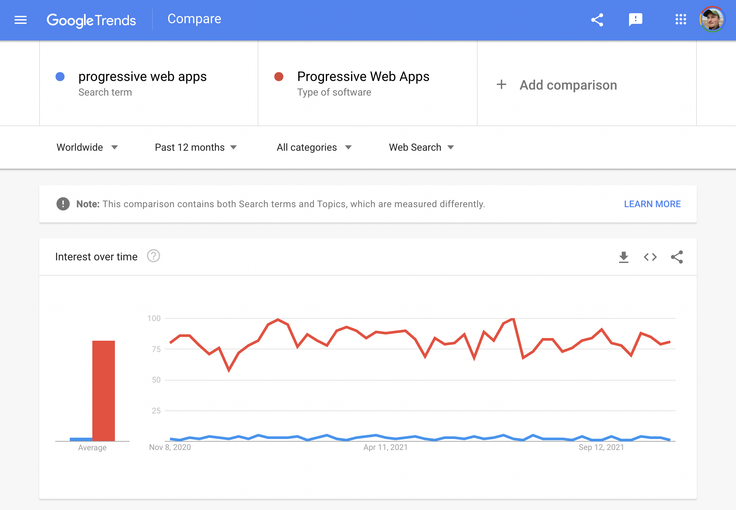 Google Trends Compare
progressive web apps
Search term
Progressive Web Apps
Type of software
+ Add comparison
Worldwide Past 12 months All categories Web Search
Note: This comparison contains both Search terms and Topics, which are measured differently. LEARN MORE
Interest over time
100
75
50
25
Average
Nov 8, 2020 Apr 11, 2021 Sep 12, 2021